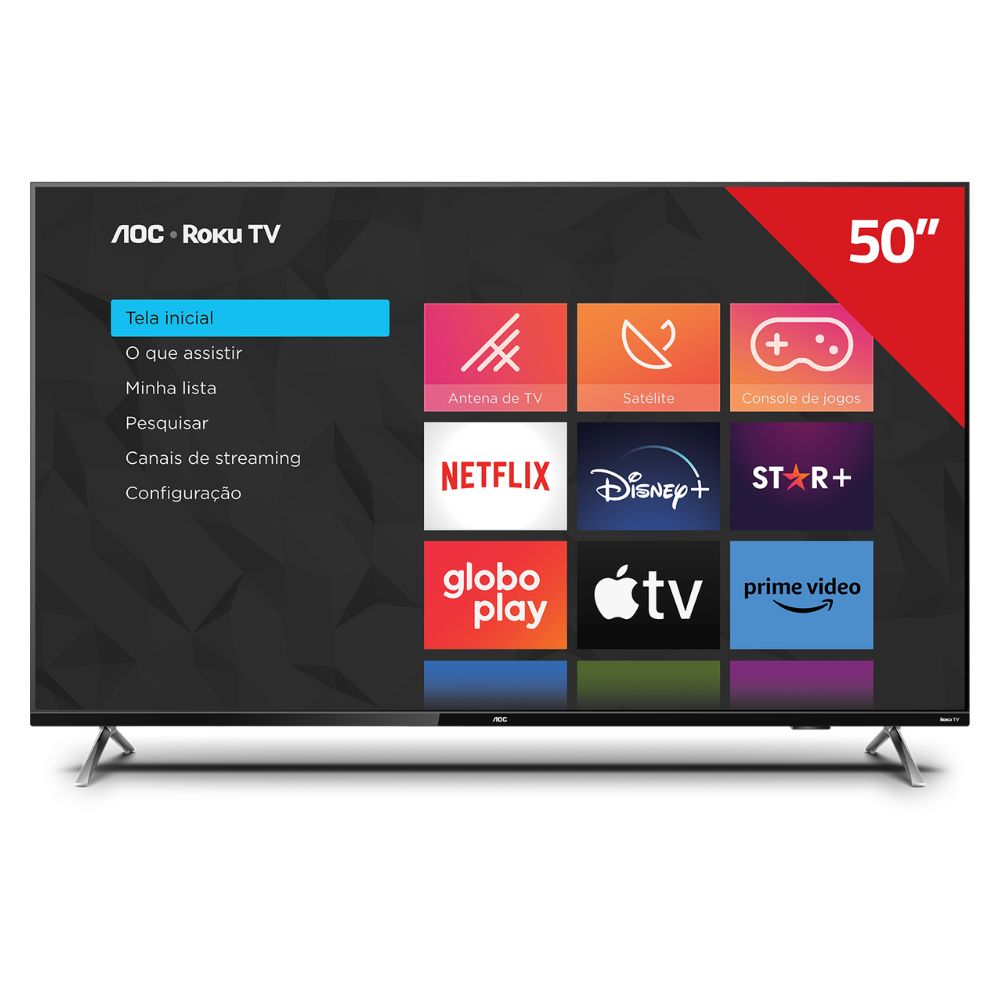 AOC • Roku TV
50"
Tela inicial
O que assistir
Minha lista
Pesquisar
Canais de streaming
Configuração
Antena de TV
Satélite
Console de jogos
NETFLIX
Disney+
ST★R+
globo
play
tv
prime video
AOC
Roku TV